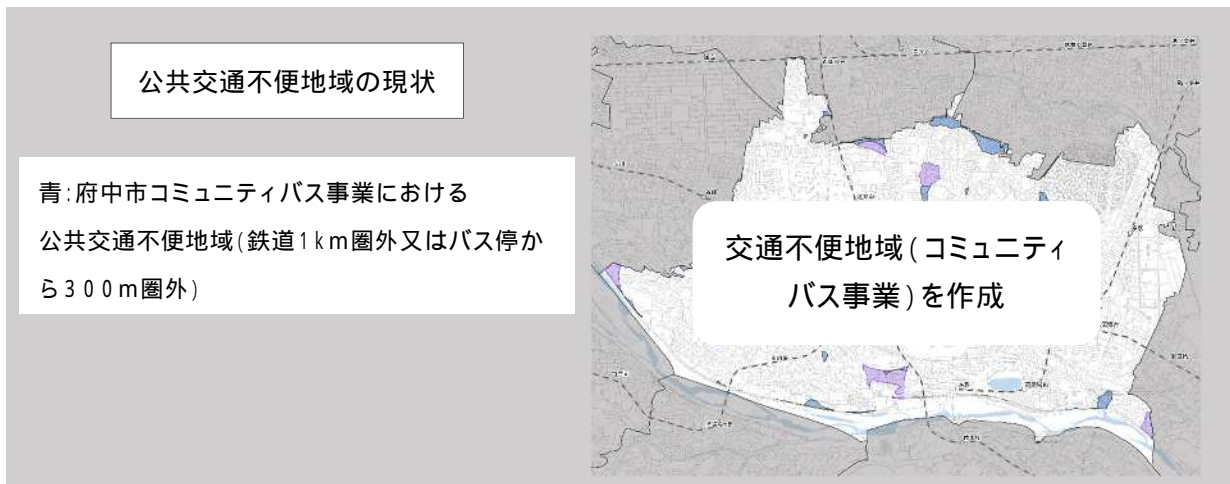 公共交通不便地域の現状
青:府中市コミュニティバス事業における
公共交通不便地域(鉄道1km圏外又はバス停か
ら300m圏外)
交通不便地域(コミュニティ
バス事業)を作成